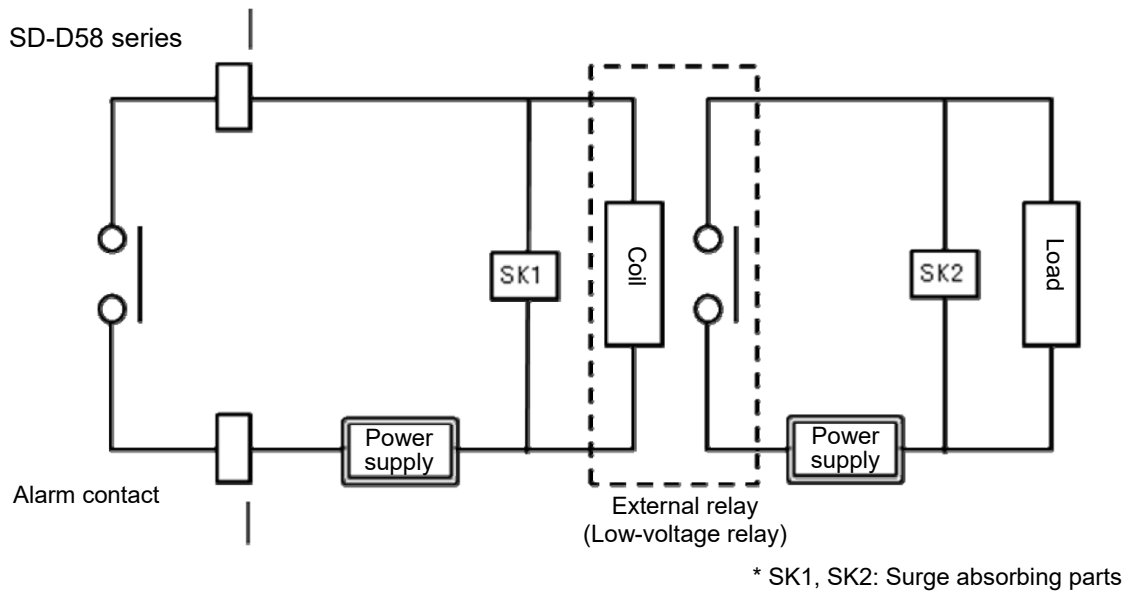 SD-D58 series
SK1
Coil
SK2
Load
Power
supply
Power
supply
Alarm contact
External relay
(Low-voltage relay)
* SK1, SK2: Surge absorbing parts